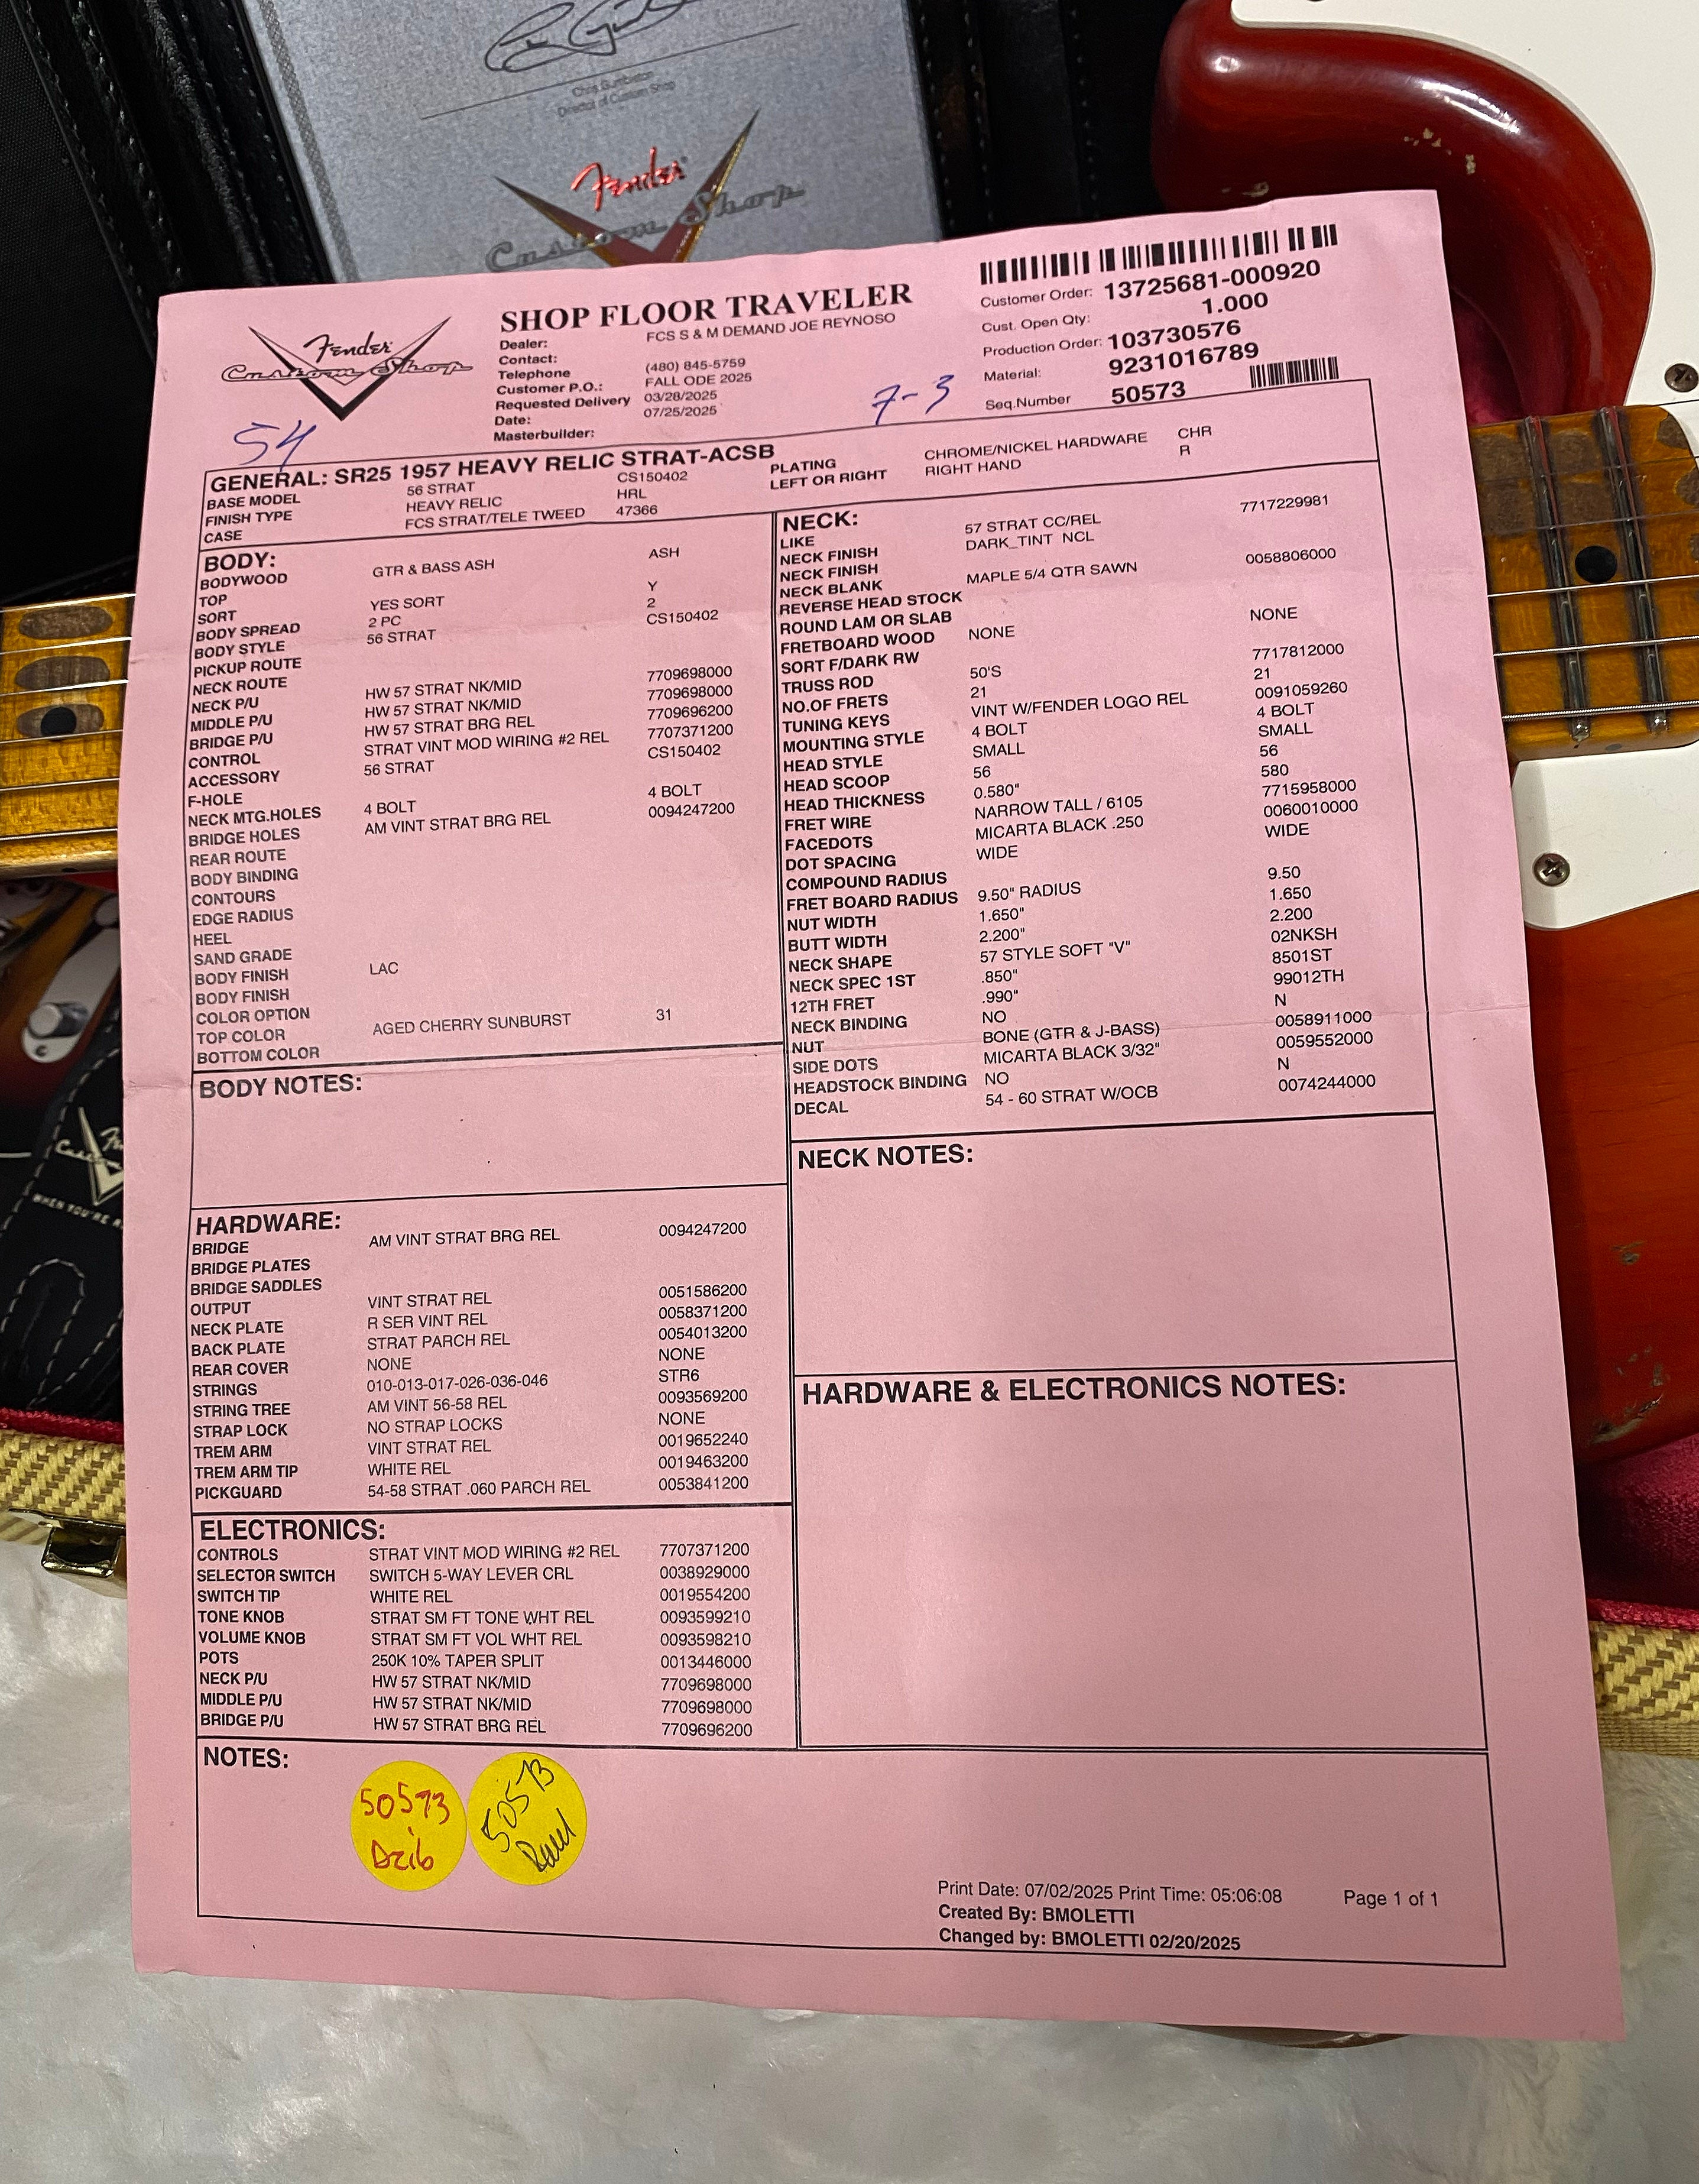 Chris Gumbiston
Director of Custom Shop
Fender
Custom Shop
Fender
Custom Shop
SHOP FLOOR TRAVELER
Dealer: FCS S & M DEMAND JOE REYNOSO
Contact:
Telephone (480) 845-5759
Customer P.O.: FALL ODE 2025
Requested Delivery 03/28/2025
Date: 07/25/2025
Masterbuilder:
Customer Order: 13725681-000920
Cust. Open Qty: 1.000
Production Order: 103730576
Material: 9231016789
Seq.Number 50573
7-3
54
GENERAL: SR25 1957 HEAVY RELIC STRAT-ACSB
BASE MODEL 56 STRAT CS150402
FINISH TYPE HEAVY RELIC HRL
CASE FCS STRAT/TELE TWEED 47366
PLATING CHROME/NICKEL HARDWARE CHR
LEFT OR RIGHT RIGHT HAND R
BODY:
BODYWOOD GTR & BASS ASH ASH
TOP
SORT YES SORT Y
BODY SPREAD 2 PC 2
BODY STYLE 56 STRAT CS150402
PICKUP ROUTE
NECK ROUTE
NECK P/U HW 57 STRAT NK/MID 7709698000
MIDDLE P/U HW 57 STRAT NK/MID 7709698000
BRIDGE P/U HW 57 STRAT BRG REL 7709696200
CONTROL STRAT VINT MOD WIRING #2 REL 7707371200
ACCESSORY 56 STRAT CS150402
F-HOLE
NECK MTG.HOLES 4 BOLT 4 BOLT
BRIDGE HOLES AM VINT STRAT BRG REL 0094247200
REAR ROUTE
BODY BINDING
CONTOURS
EDGE RADIUS
HEEL
SAND GRADE
BODY FINISH LAC
BODY FINISH
COLOR OPTION
TOP COLOR AGED CHERRY SUNBURST 31
BOTTOM COLOR
BODY NOTES:
NECK:
LIKE 57 STRAT CC/REL 7717229981
NECK FINISH DARK_TINT NCL
NECK FINISH
NECK BLANK MAPLE 5/4 QTR SAWN 0058806000
REVERSE HEAD STOCK
ROUND LAM OR SLAB
FRETBOARD WOOD NONE NONE
SORT F/DARK RW
TRUSS ROD 50'S 7717812000
NO.OF FRETS 21 21
TUNING KEYS VINT W/FENDER LOGO REL 0091059260
MOUNTING STYLE 4 BOLT 4 BOLT
HEAD STYLE SMALL SMALL
HEAD SCOOP 56 56
HEAD THICKNESS 0.580" 580
FRET WIRE NARROW TALL / 6105 7715958000
FACEDOTS MICARTA BLACK .250 0060010000
DOT SPACING WIDE WIDE
COMPOUND RADIUS
FRET BOARD RADIUS 9.50" RADIUS 9.50
NUT WIDTH 1.650" 1.650
BUTT WIDTH 2.200" 2.200
NECK SHAPE 57 STYLE SOFT "V" 02NKSH
NECK SPEC 1ST .850" 8501ST
12TH FRET .990" 99012TH
NECK BINDING NO N
NUT BONE (GTR & J-BASS) 0058911000
SIDE DOTS MICARTA BLACK 3/32" 0059552000
HEADSTOCK BINDING NO N
DECAL 54 - 60 STRAT W/OCB 0074244000
NECK NOTES:
HARDWARE:
BRIDGE AM VINT STRAT BRG REL 0094247200
BRIDGE PLATES
BRIDGE SADDLES
OUTPUT VINT STRAT REL 0051586200
NECK PLATE R SER VINT REL 0058371200
BACK PLATE STRAT PARCH REL 0054013200
REAR COVER NONE NONE
STRINGS 010-013-017-026-036-046 STR6
STRING TREE AM VINT 56-58 REL 0093569200
STRAP LOCK NO STRAP LOCKS NONE
TREM ARM VINT STRAT REL 0019652240
TREM ARM TIP WHITE REL 0019463200
PICKGUARD 54-58 STRAT .060 PARCH REL 0053841200
HARDWARE & ELECTRONICS NOTES:
ELECTRONICS:
CONTROLS STRAT VINT MOD WIRING #2 REL 7707371200
SELECTOR SWITCH SWITCH 5-WAY LEVER CRL 0038929000
SWITCH TIP WHITE REL 0019554200
TONE KNOB STRAT SM FT TONE WHT REL 0093599210
VOLUME KNOB STRAT SM FT VOL WHT REL 0093598210
POTS 250K 10% TAPER SPLIT 0013446000
NECK P/U HW 57 STRAT NK/MID 7709698000
MIDDLE P/U HW 57 STRAT NK/MID 7709698000
BRIDGE P/U HW 57 STRAT BRG REL 7709696200
NOTES:
50573
50573
Print Date: 07/02/2025 Print Time: 05:06:08 Page 1 of 1
Created By: BMOLETTI
Changed by: BMOLETTI 02/20/2025
WHEN YOU'RE